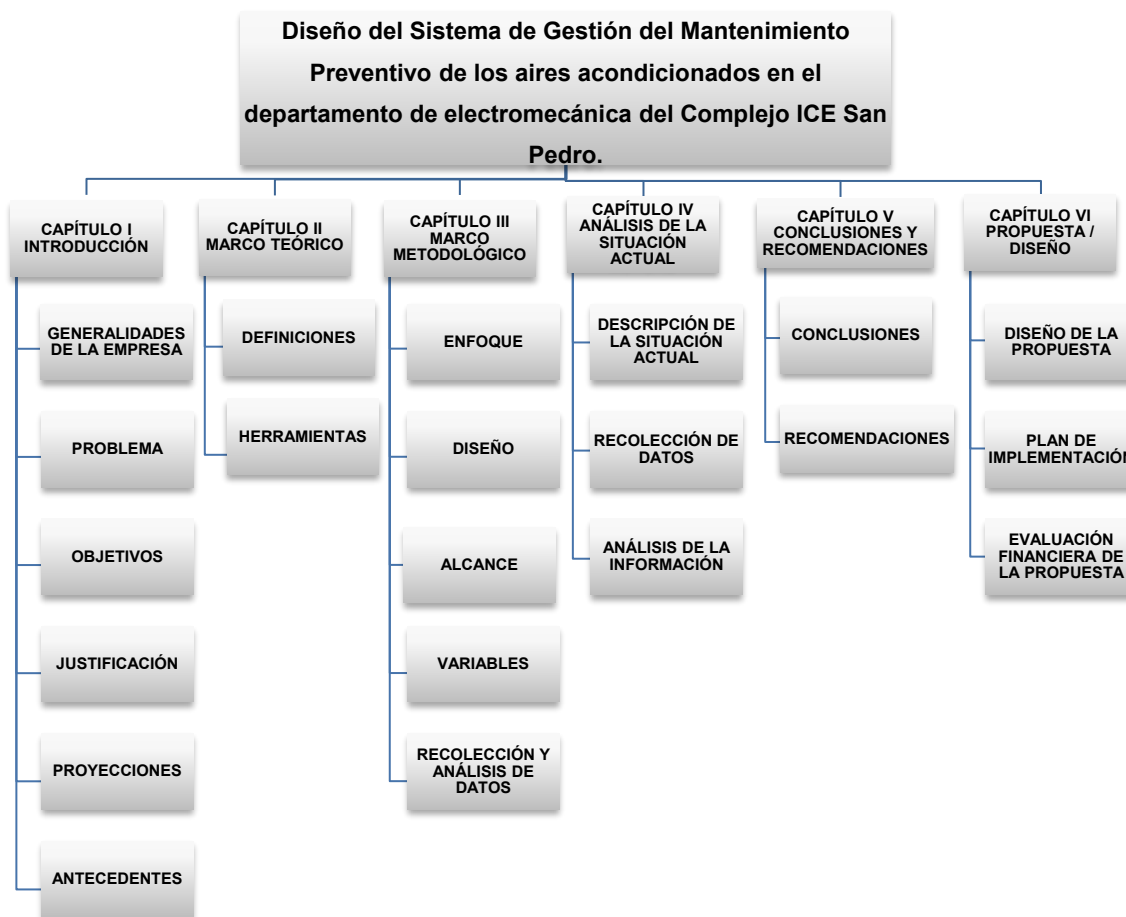 Diseño del Sistema de Gestión del Mantenimiento
Preventivo de los aires acondicionados en el
departamento de electromecánica del Complejo ICE San
Pedro.
CAPÍTULO I
INTRODUCCIÓN
GENERALIDADES
DE LA EMPRESA
PROBLEMA
OBJETIVOS
JUSTIFICACIÓN
PROYECCIONES
ANTECEDENTES
CAPÍTULO II
MARCO TEÓRICO
DEFINICIONES
HERRAMIENTAS
CAPÍTULO III
MARCO
METODOLÓGICO
ENFOQUE
DISEÑO
ALCANCE
VARIABLES
RECOLECCIÓN Y
ANÁLISIS DE
DATOS
CAPÍTULO IV
ANÁLISIS DE LA
SITUACIÓN
ACTUAL
DESCRIPCIÓN DE
LA SITUACIÓN
ACTUAL
RECOLECCIÓN DE
DATOS
ANÁLISIS DE LA
INFORMACIÓN
CAPÍTULO V
CONCLUSIONES Y
RECOMENDACIONES
CONCLUSIONES
RECOMENDACIONES
CAPÍTULO VI
PROPUESTA /
DISEÑO
DISEÑO DE LA
PROPUESTA
PLAN DE
IMPLEMENTACIÓN
EVALUACIÓN
FINANCIERA DE
LA PROPUESTA